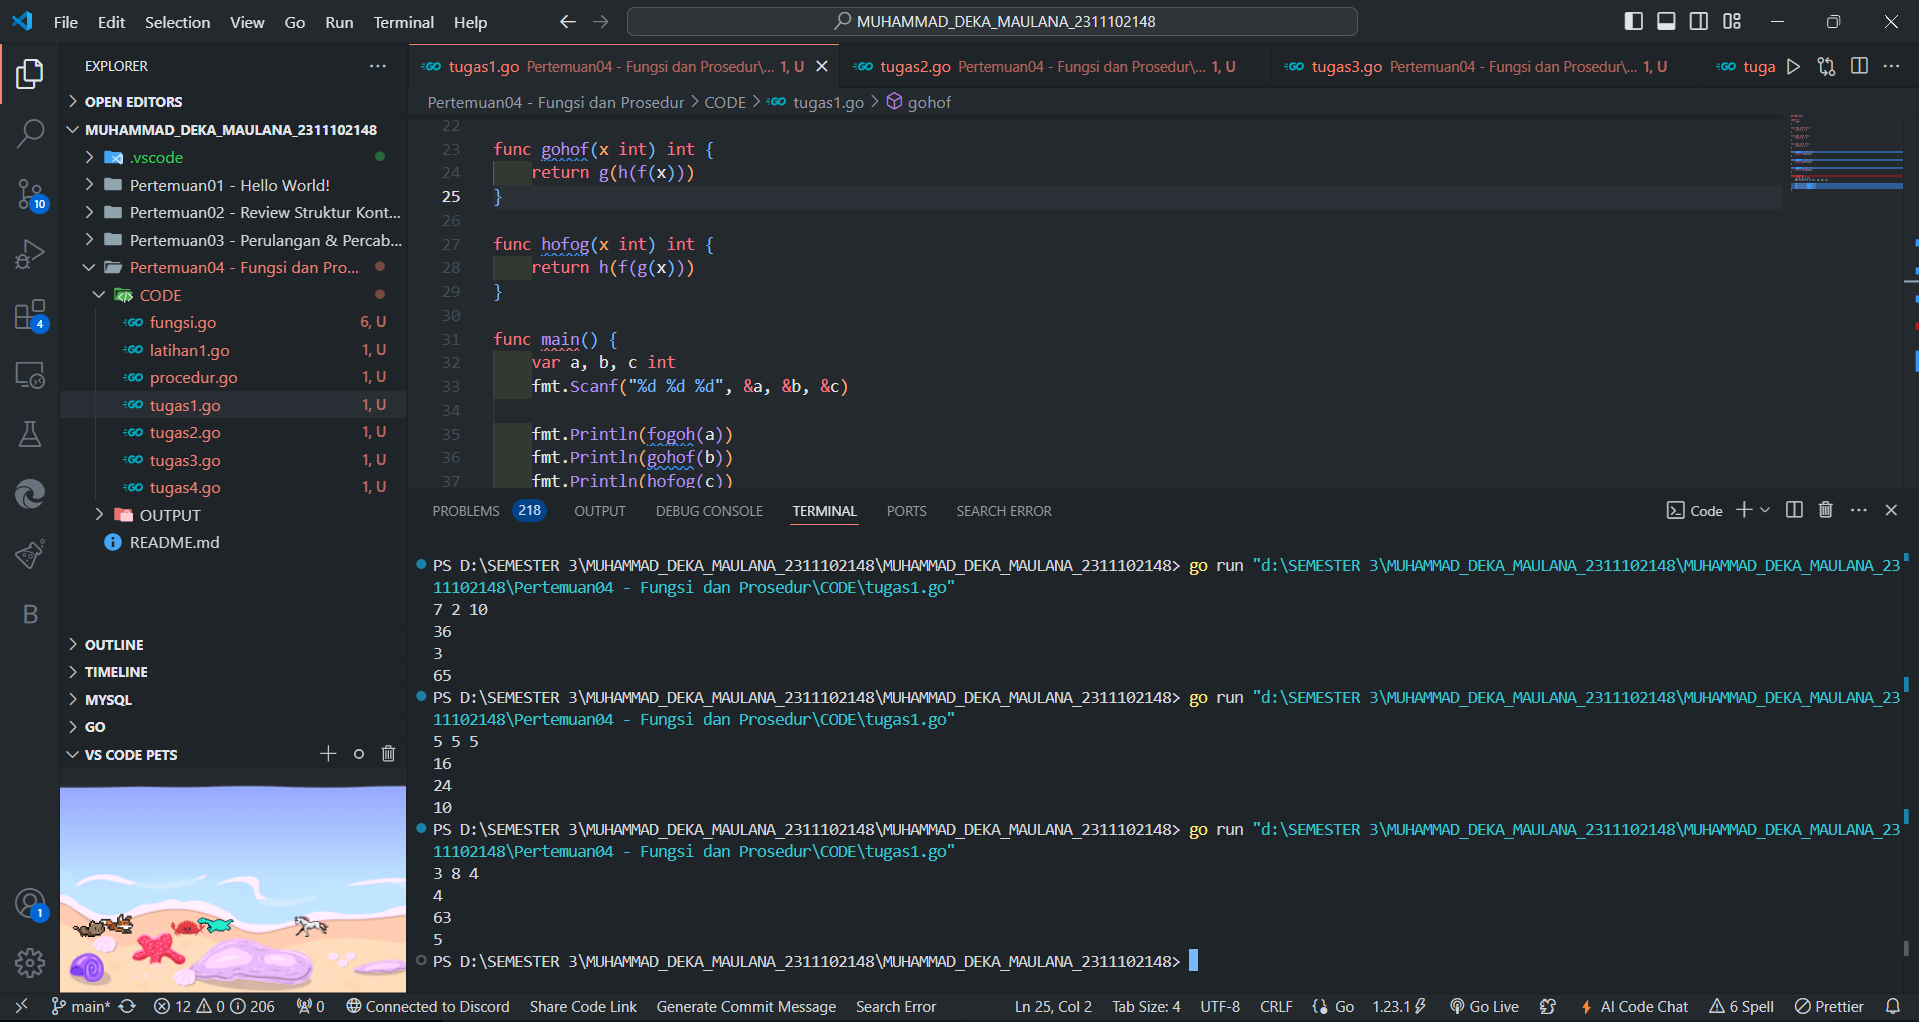 File Edit Selection View Go Run Terminal Help
MUHAMMAD_DEKA_MAULANA_2311102148
EXPLORER
OPEN EDITORS
MUHAMMAD_DEKA_MAULANA_2311102148
.vscode
Pertemuan01 - Hello World!
Pertemuan02 - Review Struktur Kont...
Pertemuan03 - Perulangan & Percab...
Pertemuan04 - Fungsi dan Pro...
CODE
fungsi.go 6, U
latihan1.go 1, U
procedur.go 1, U
tugas1.go 1, U
tugas2.go 1, U
tugas3.go 1, U
tugas4.go 1, U
OUTPUT
README.md
OUTLINE
TIMELINE
MYSQL
GO
VS CODE PETS
10
4
B
1
tugas1.go Pertemuan04 - Fungsi dan Prosedur\... 1, U
tugas2.go Pertemuan04 - Fungsi dan Prosedur\... 1, U
tugas3.go Pertemuan04 - Fungsi dan Prosedur\... 1, U
tuga
Pertemuan04 - Fungsi dan Prosedur > CODE > tugas1.go > gohof
22
23 func gohof(x int) int {
24 return g(h(f(x)))
25 }
26
27 func hofog(x int) int {
28 return h(f(g(x)))
29 }
30
31 func main() {
32 var a, b, c int
33 fmt.Scanf("%d %d %d", &a, &b, &c)
34
35 fmt.Println(fogoh(a))
36 fmt.Println(gohof(b))
37 fmt.Println(hofog(c))
PROBLEMS 218 OUTPUT DEBUG CONSOLE TERMINAL PORTS SEARCH ERROR
Code
PS D:\SEMESTER 3\MUHAMMAD_DEKA_MAULANA_2311102148\MUHAMMAD_DEKA_MAULANA_2311102148> go run "d:\SEMESTER 3\MUHAMMAD_DEKA_MAULANA_2311102148\MUHAMMAD_DEKA_MAULANA_23
11102148\Pertemuan04 - Fungsi dan Prosedur\CODE\tugas1.go"
7 2 10
36
3
65
PS D:\SEMESTER 3\MUHAMMAD_DEKA_MAULANA_2311102148\MUHAMMAD_DEKA_MAULANA_2311102148> go run "d:\SEMESTER 3\MUHAMMAD_DEKA_MAULANA_2311102148\MUHAMMAD_DEKA_MAULANA_23
11102148\Pertemuan04 - Fungsi dan Prosedur\CODE\tugas1.go"
5 5 5
16
24
10
PS D:\SEMESTER 3\MUHAMMAD_DEKA_MAULANA_2311102148\MUHAMMAD_DEKA_MAULANA_2311102148> go run "d:\SEMESTER 3\MUHAMMAD_DEKA_MAULANA_2311102148\MUHAMMAD_DEKA_MAULANA_23
11102148\Pertemuan04 - Fungsi dan Prosedur\CODE\tugas1.go"
3 8 4
4
63
5
PS D:\SEMESTER 3\MUHAMMAD_DEKA_MAULANA_2311102148\MUHAMMAD_DEKA_MAULANA_2311102148>
main* 12 0 206 0 Connected to Discord Share Code Link Generate Commit Message Search Error Ln 25, Col 2 Tab Size: 4 UTF-8 CRLF Go 1.23.1 Go Live AI Code Chat 6 Spell Prettier